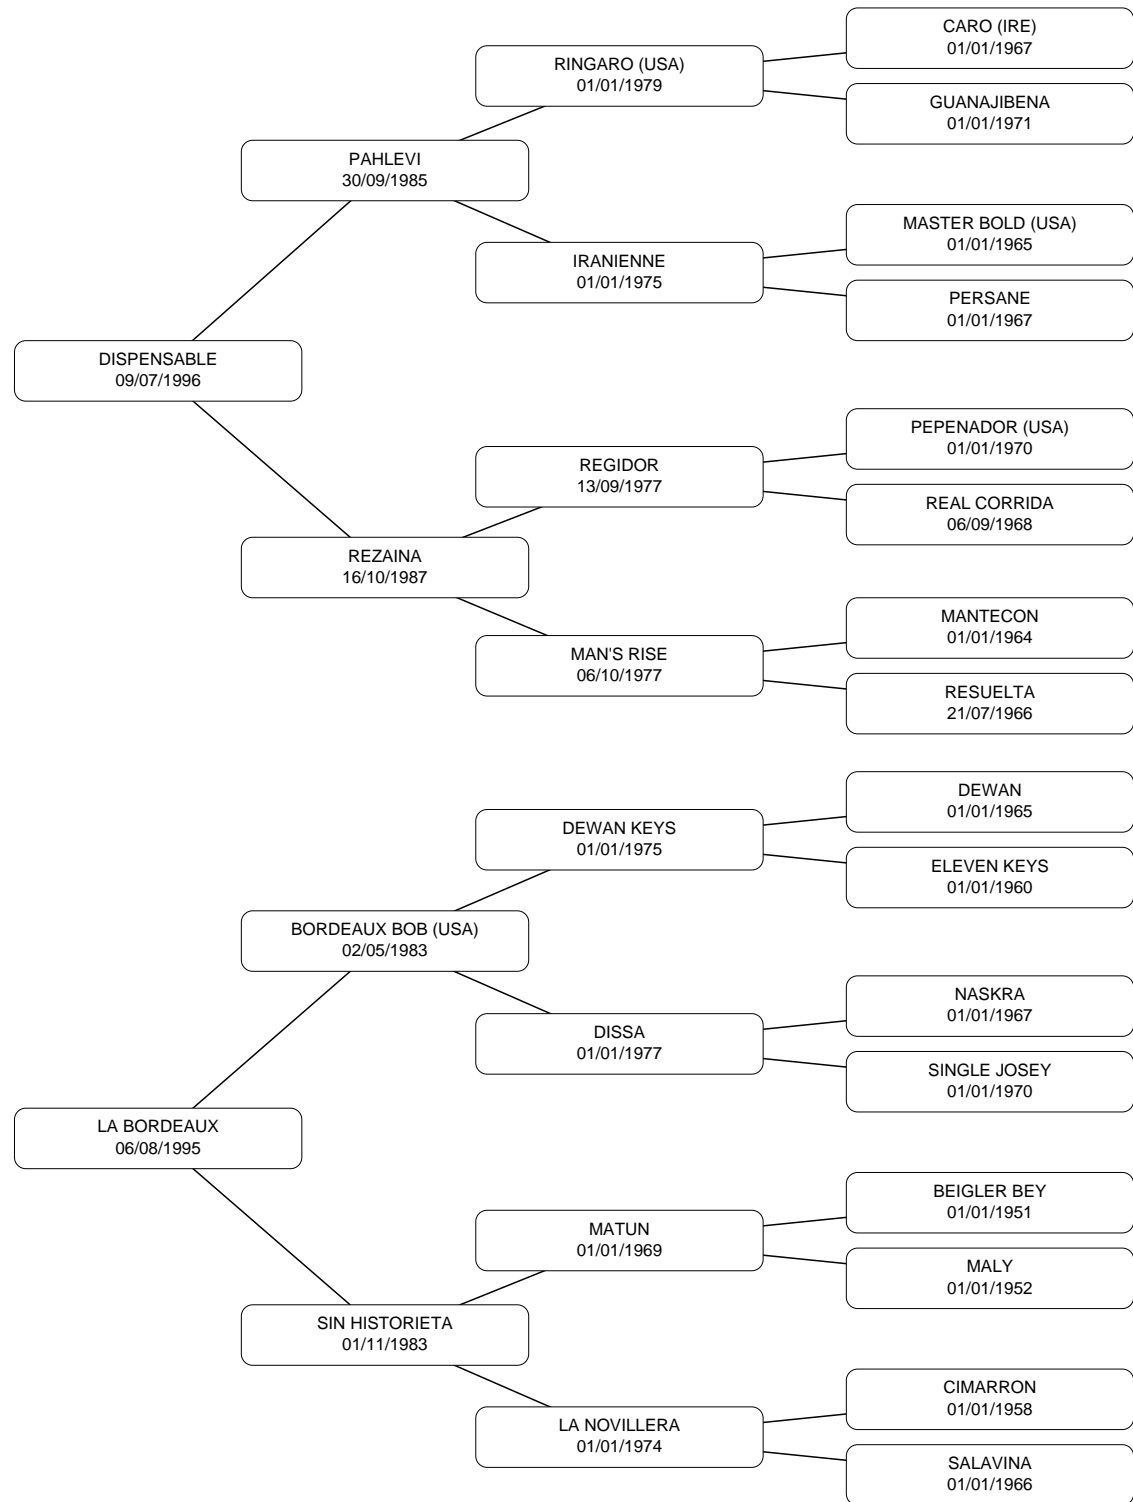 CARO (IRE)
01/01/1967
RINGARO (USA)
01/01/1979
GUANAJIBENA
01/01/1971
PAHLEVI
30/09/1985
MASTER BOLD (USA)
01/01/1965
IRANIENNE
01/01/1975
PERSANE
01/01/1967
DISPENSABLE
09/07/1996
PEPENADOR (USA)
01/01/1970
REGIDOR
13/09/1977
REAL CORRIDA
06/09/1968
REZAINA
16/10/1987
MANTECON
01/01/1964
MAN'S RISE
06/10/1977
RESUELTA
21/07/1966
DEWAN
01/01/1965
DEWAN KEYS
01/01/1975
ELEVEN KEYS
01/01/1960
BORDEAUX BOB (USA)
02/05/1983
NASKRA
01/01/1967
DISSA
01/01/1977
SINGLE JOSEY
01/01/1970
LA BORDEAUX
06/08/1995
BEIGLER BEY
01/01/1951
MATUN
01/01/1969
MALY
01/01/1952
SIN HISTORIETA
01/11/1983
CIMARRON
01/01/1958
LA NOVILLERA
01/01/1974
SALAVINA
01/01/1966